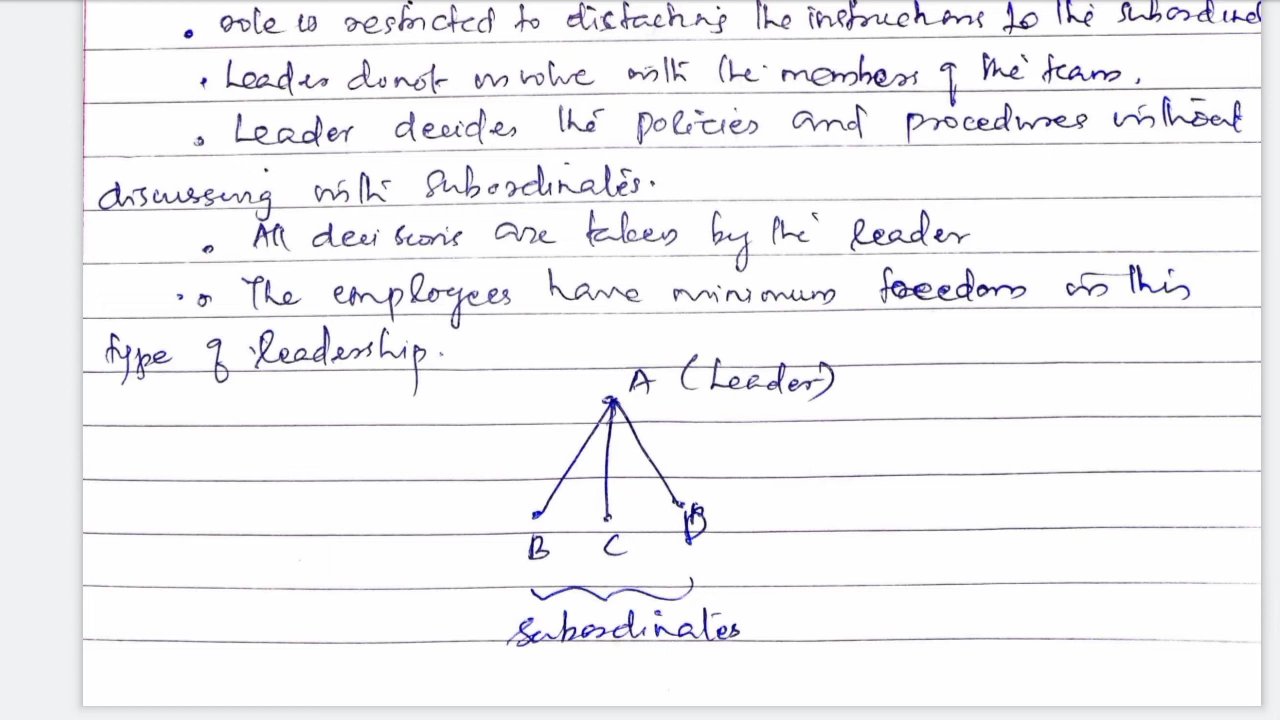 • role is restricted to distaching the instructions to the subordina
• Leader donot involve with the members of the team.
• Leader decides the policies and procedures without
discussing with subordinates.
• All decisions are taken by the leader
• The employees have minimum freedom in this
type of leadership.
A (Leader)
B C D
Subordinates